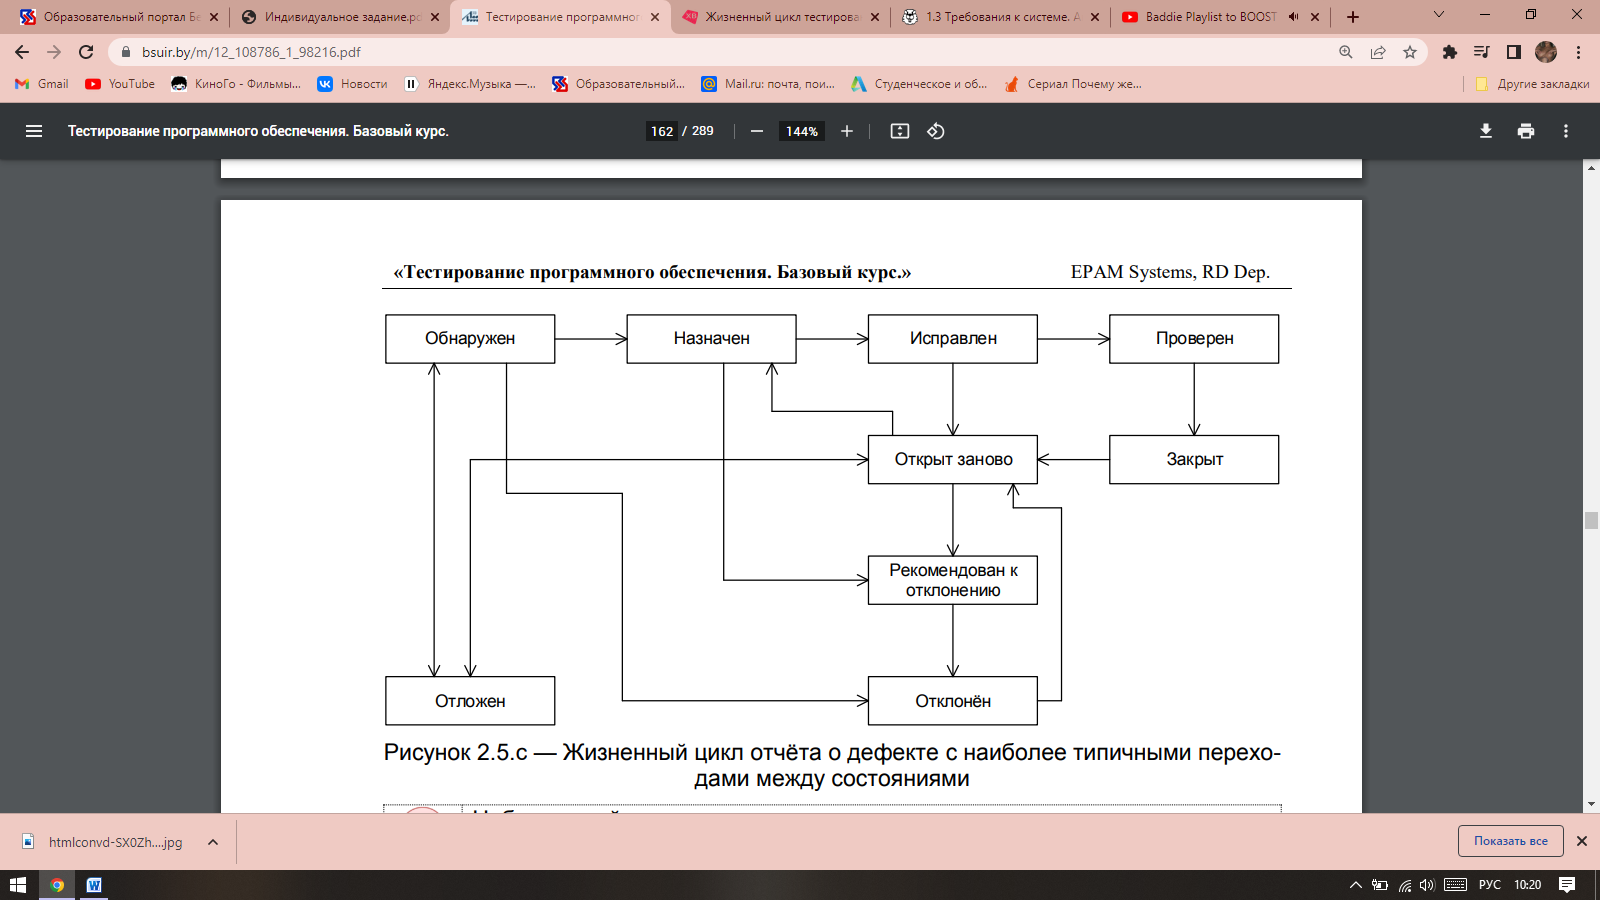 Образовательный портал Бе
Индивидуальное задание.pd
Тестирование программног
Жизненный цикл тестирова
1.3 Требования к системе. А
Baddie Playlist to BOOST
bsuir.by/m/12_108786_1_98216.pdf
Gmail
YouTube
КиноГо - Фильмы...
Новости
Яндекс.Музыка —...
Образовательный...
Mail.ru: почта, пои...
Студенческое и об...
Сериал Почему же...
Другие закладки
Тестирование программного обеспечения. Базовый курс.
162 / 289
144%
«Тестирование программного обеспечения. Базовый курс.»
EPAM Systems, RD Dep.
Обнаружен
Назначен
Исправлен
Проверен
Открыт заново
Закрыт
Рекомендован к
отклонению
Отложен
Отклонён
Рисунок 2.5.c — Жизненный цикл отчёта о дефекте с наиболее типичными перехо-
дами между состояниями
htmlconvd-SX0Zh....jpg
Показать все
РУС
10:20